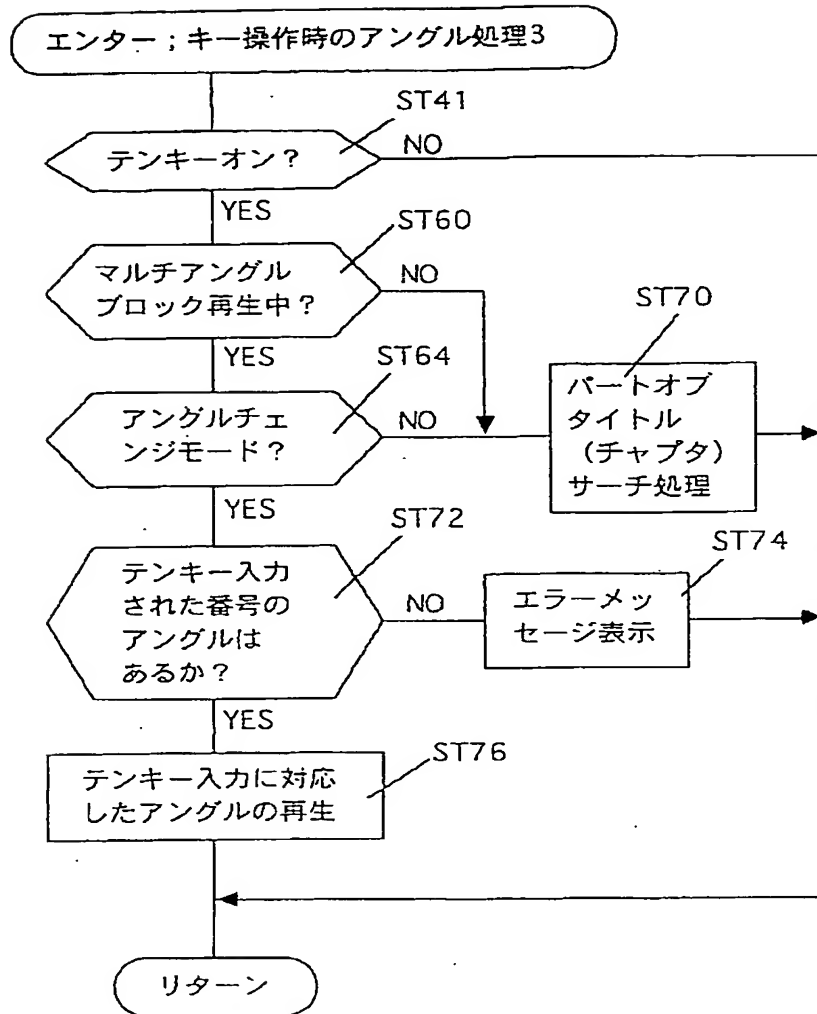 エンター；キー操作時のアングル処理3
ST41
テンキーオン？
NO
YES
ST60
マルチアングル
ブロック再生中？
NO
YES
ST64
アングルチェ
ンジモード？
NO
ST70
パートオブ
タイトル
（チャプタ）
サーチ処理
YES
ST72
テンキー入力
された番号の
アングルは
あるか？
NO
ST74
エラーメッ
セージ表示
YES
ST76
テンキー入力に対応
したアングルの再生
リターン